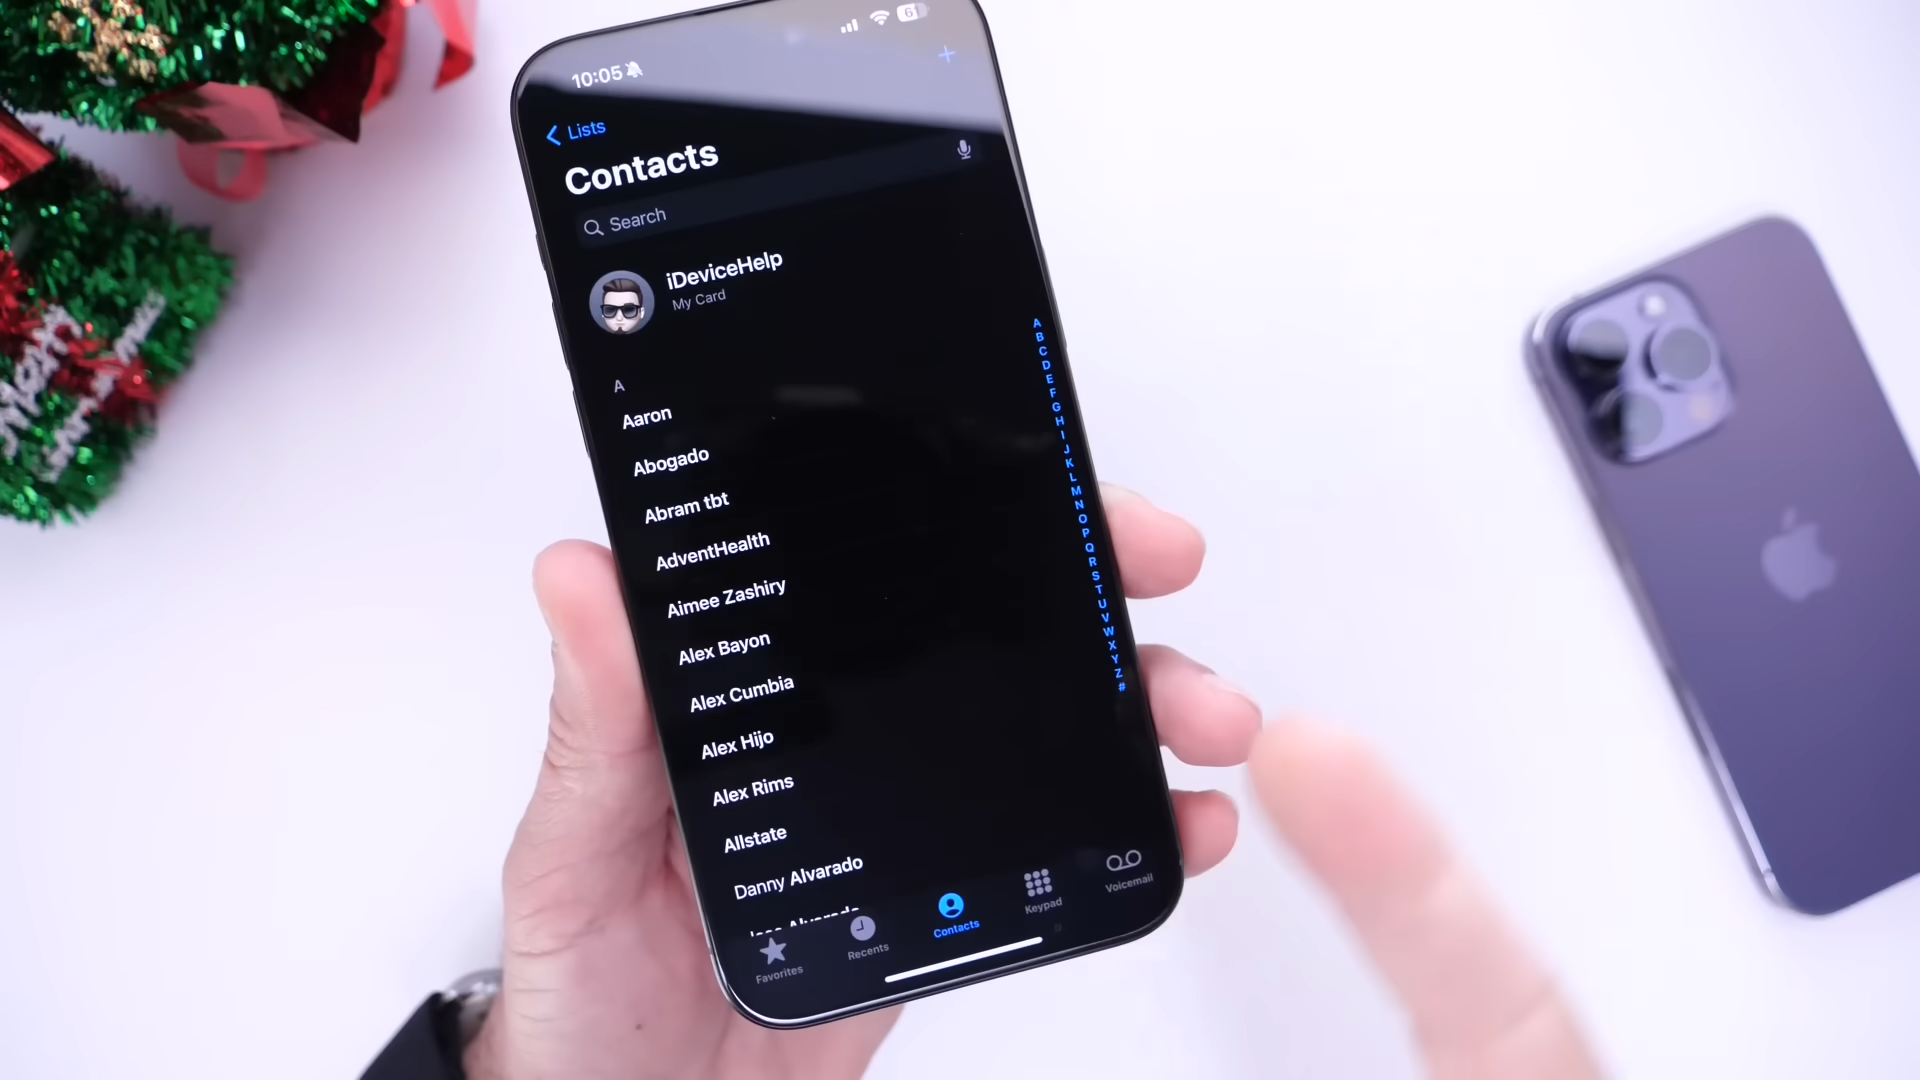 10:05
61
+
Lists
Contacts
Search
iDeviceHelp
My Card
A
Aaron
Abogado
Abram tbt
AdventHealth
Aimee Zashiry
Alex Bayon
Alex Cumbia
Alex Hijo
Alex Rims
Allstate
Danny Alvarado
A
B
C
D
E
F
G
H
I
J
K
L
M
N
O
P
Q
R
S
T
U
V
W
X
Y
Z
#
Favorites
Recents
Contacts
Keypad
Voicemail